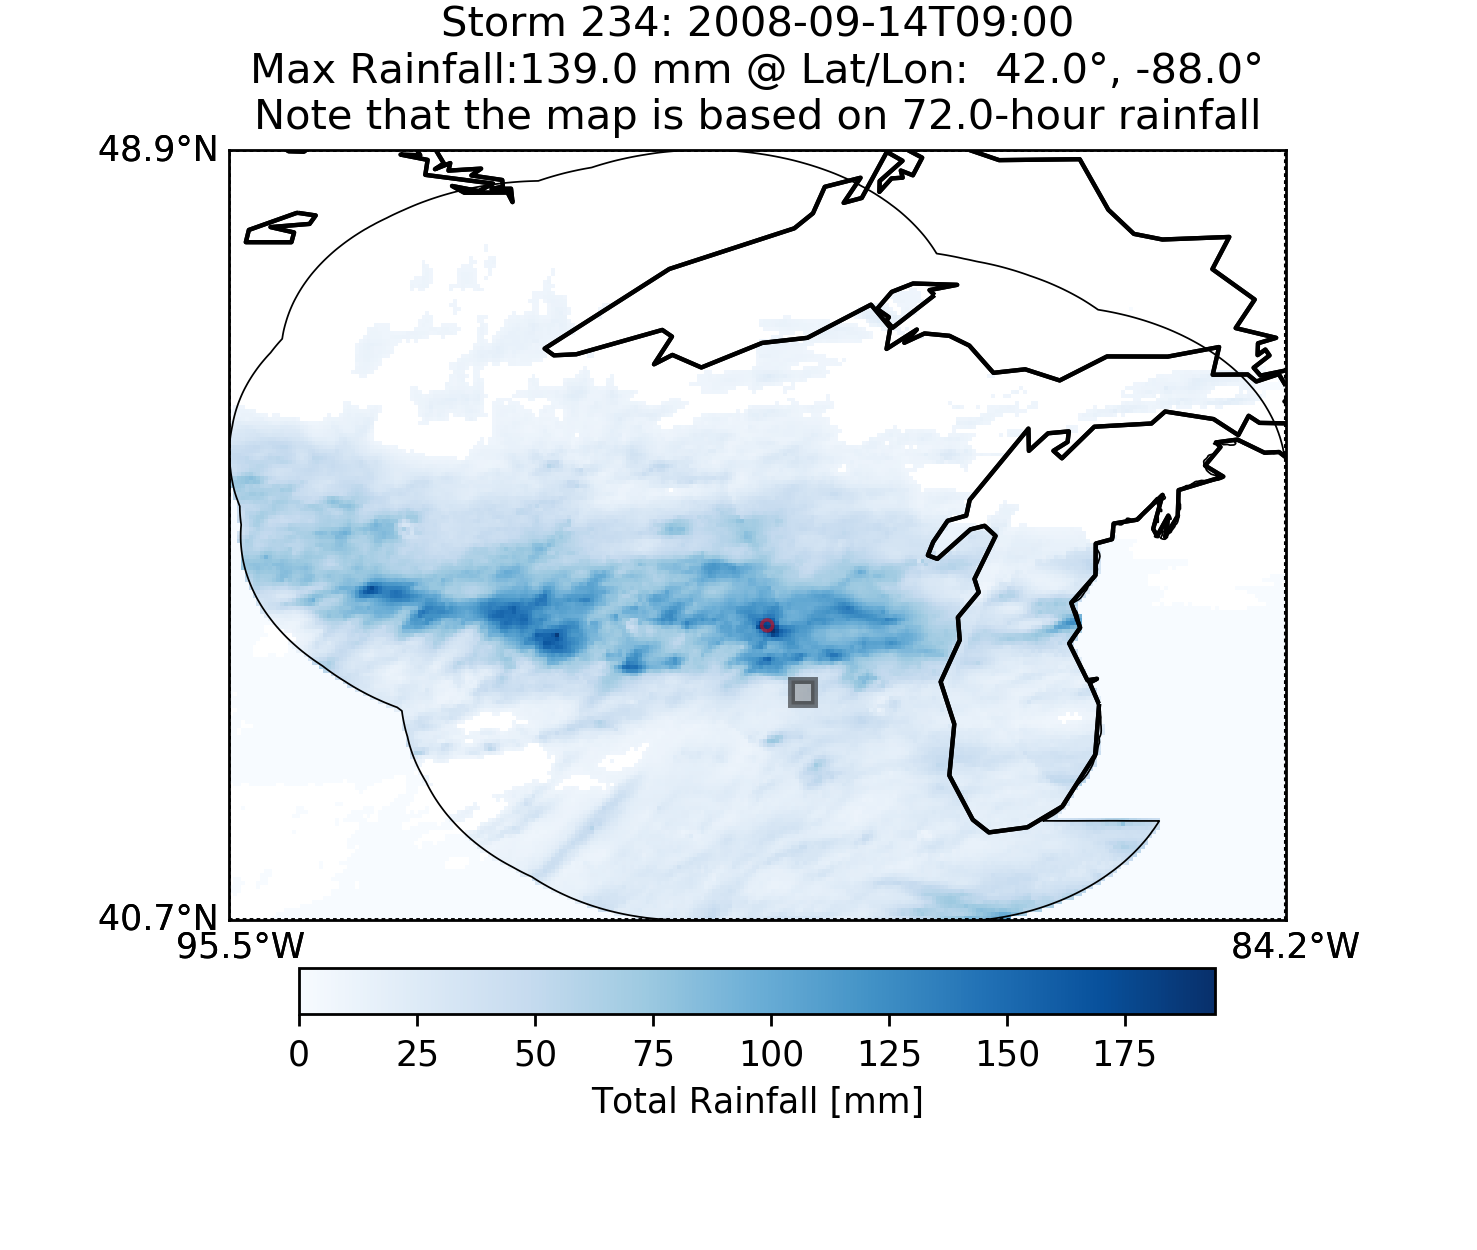 Storm 234: 2008-09-14T09:00
Max Rainfall:139.0 mm @ Lat/Lon:  42.0°, -88.0°
Note that the map is based on 72.0-hour rainfall
48.9°N
40.7°N
95.5°W 84.2°W
0 25 50 75 100 125 150 175
Total Rainfall [mm]